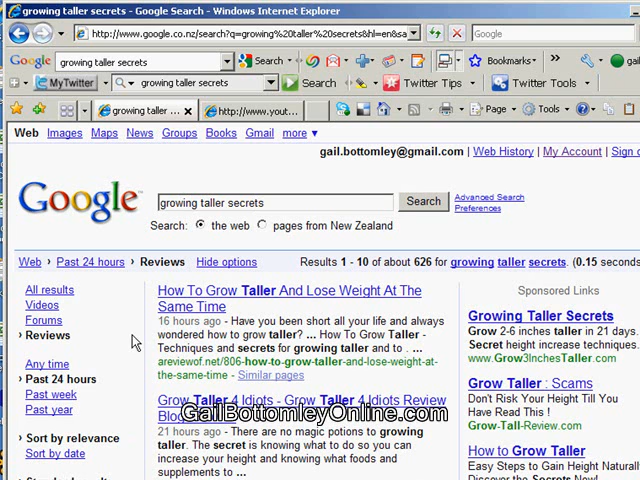 growing taller secrets - Google Search - Windows Internet Explorer
http://www.google.co.nz/search?q=growing%20taller%20secrets&hl=en&sa
Google
Google growing taller secrets Search Bookmarks gail
MyTwitter growing taller secrets Search Twitter Tips Twitter Tools
growing taller ... http://www.yout... Page Tools
Web Images Maps News Groups Books Gmail more ▼
gail.bottomley@gmail.com | Web History | My Account | Sign o
Google
growing taller secrets Search Advanced Search
Preferences
Search: the web pages from New Zealand
Web › Past 24 hours › Reviews Hide options Results 1 - 10 of about 626 for growing taller secrets. (0.15 seconds
All results
Videos
Forums
› Reviews
Any time
› Past 24 hours
Past week
Past year
› Sort by relevance
Sort by date
How To Grow Taller And Lose Weight At The
Same Time
16 hours ago - Have you been short all your life and always
wondered how to grow taller? ... How To Grow Taller -
Techniques and secrets for growing taller and to . ...
areviewof.net/806-how-to-grow-taller-and-lose-weight-at-
the-same-time - Similar pages
Grow Taller 4 Idiots - Grow Taller 4 Idiots Review
Blog
21 hours ago - There are no magic potions to growing
taller. The secret is knowing what to do so you can
increase your height and knowing what foods and
supplements to ...
Sponsored Links
Growing Taller Secrets
Grow 2-6 inches taller in 21 days.
Secret height increase techniques.
www.Grow3InchesTaller.com
Grow Taller : Scams
Don't Risk Your Height Till You
Have Read This !
Grow-Tall-Review.com
How to Grow Taller
Easy Steps to Gain Height Naturally
GailBottomleyOnline.com